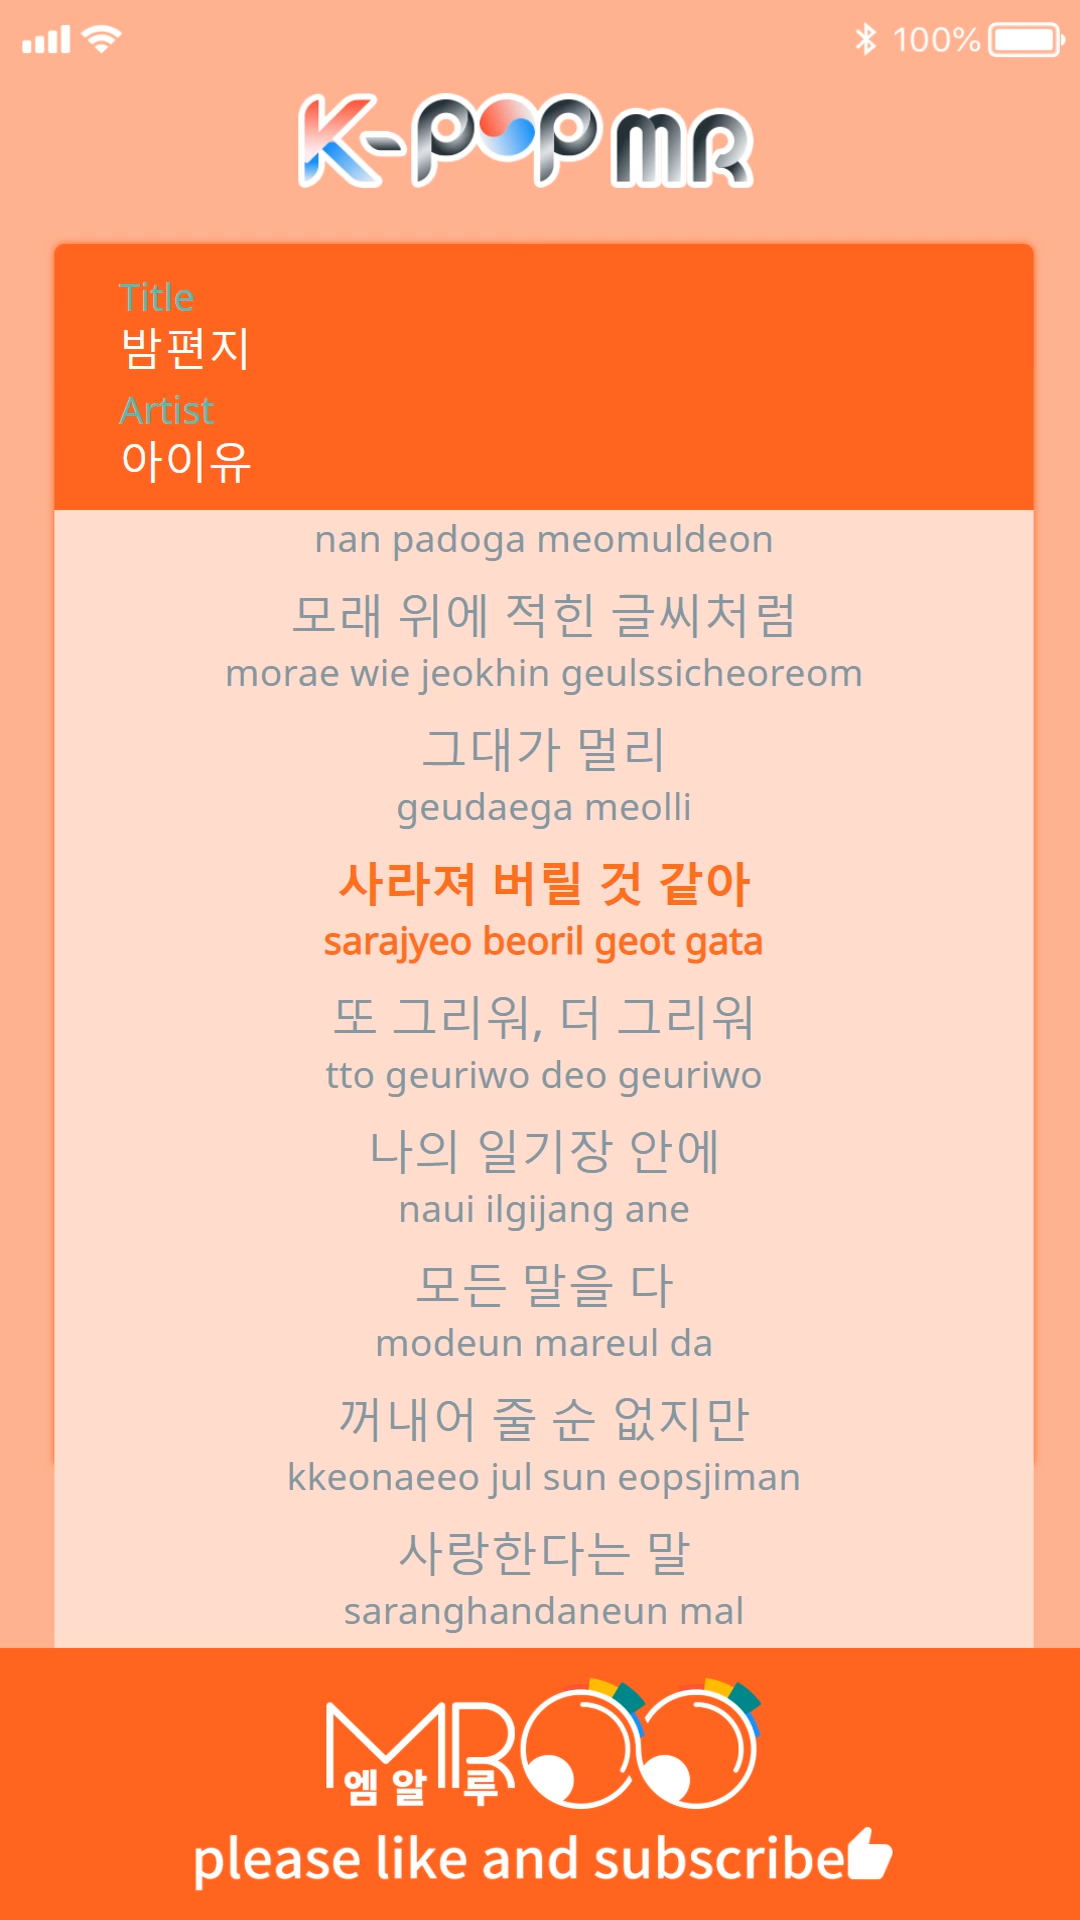 100%
K-POP MR
Title
밤편지
Artist
아이유
nan padoga meomuldeon
모래 위에 적힌 글씨처럼
morae wie jeokhin geulssicheoreom
그대가 멀리
geudaega meolli
사라져 버릴 것 같아
sarajyeo beoril geot gata
또 그리워, 더 그리워
tto geuriwo deo geuriwo
나의 일기장 안에
naui ilgijang ane
모든 말을 다
modeun mareul da
꺼내어 줄 순 없지만
kkeonaeeo jul sun eopsjiman
사랑한다는 말
saranghandaneun mal
MROO
엠알루
please like and subscribe